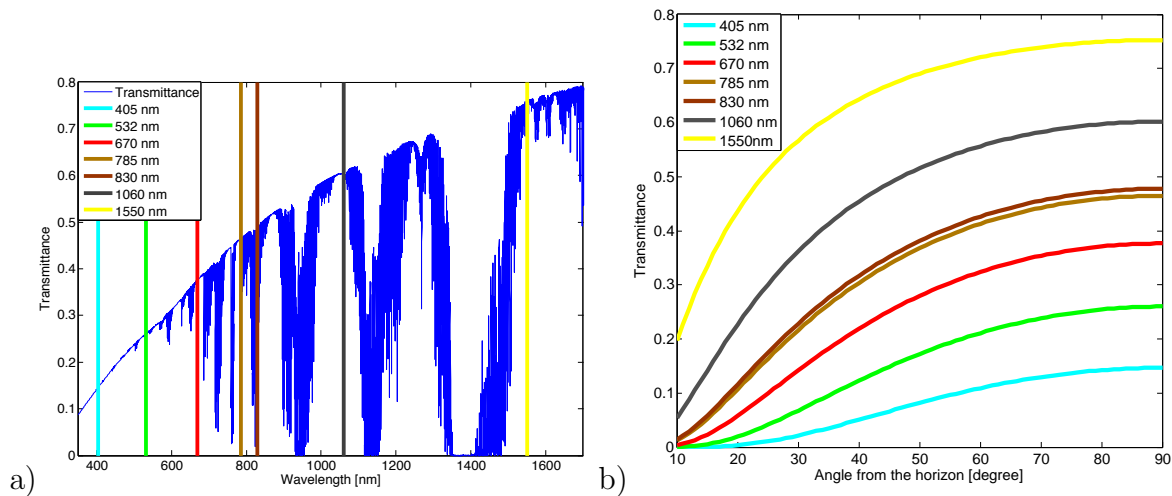 0.8
0.7
0.6
0.5
0.4
0.3
0.2
0.1
0
Transmittance
Transmittance
405 nm
532 nm
670 nm
785 nm
830 nm
1060 nm
1550 nm
400 600 800 1000 1200 1400 1600
Wavelength [nm]
a)
0.8
0.7
0.6
0.5
0.4
0.3
0.2
0.1
0
Transmittance
405 nm
532 nm
670 nm
785 nm
830 nm
1060 nm
1550nm
10 20 30 40 50 60 70 80 90
Angle from the horizon [degree]
b)